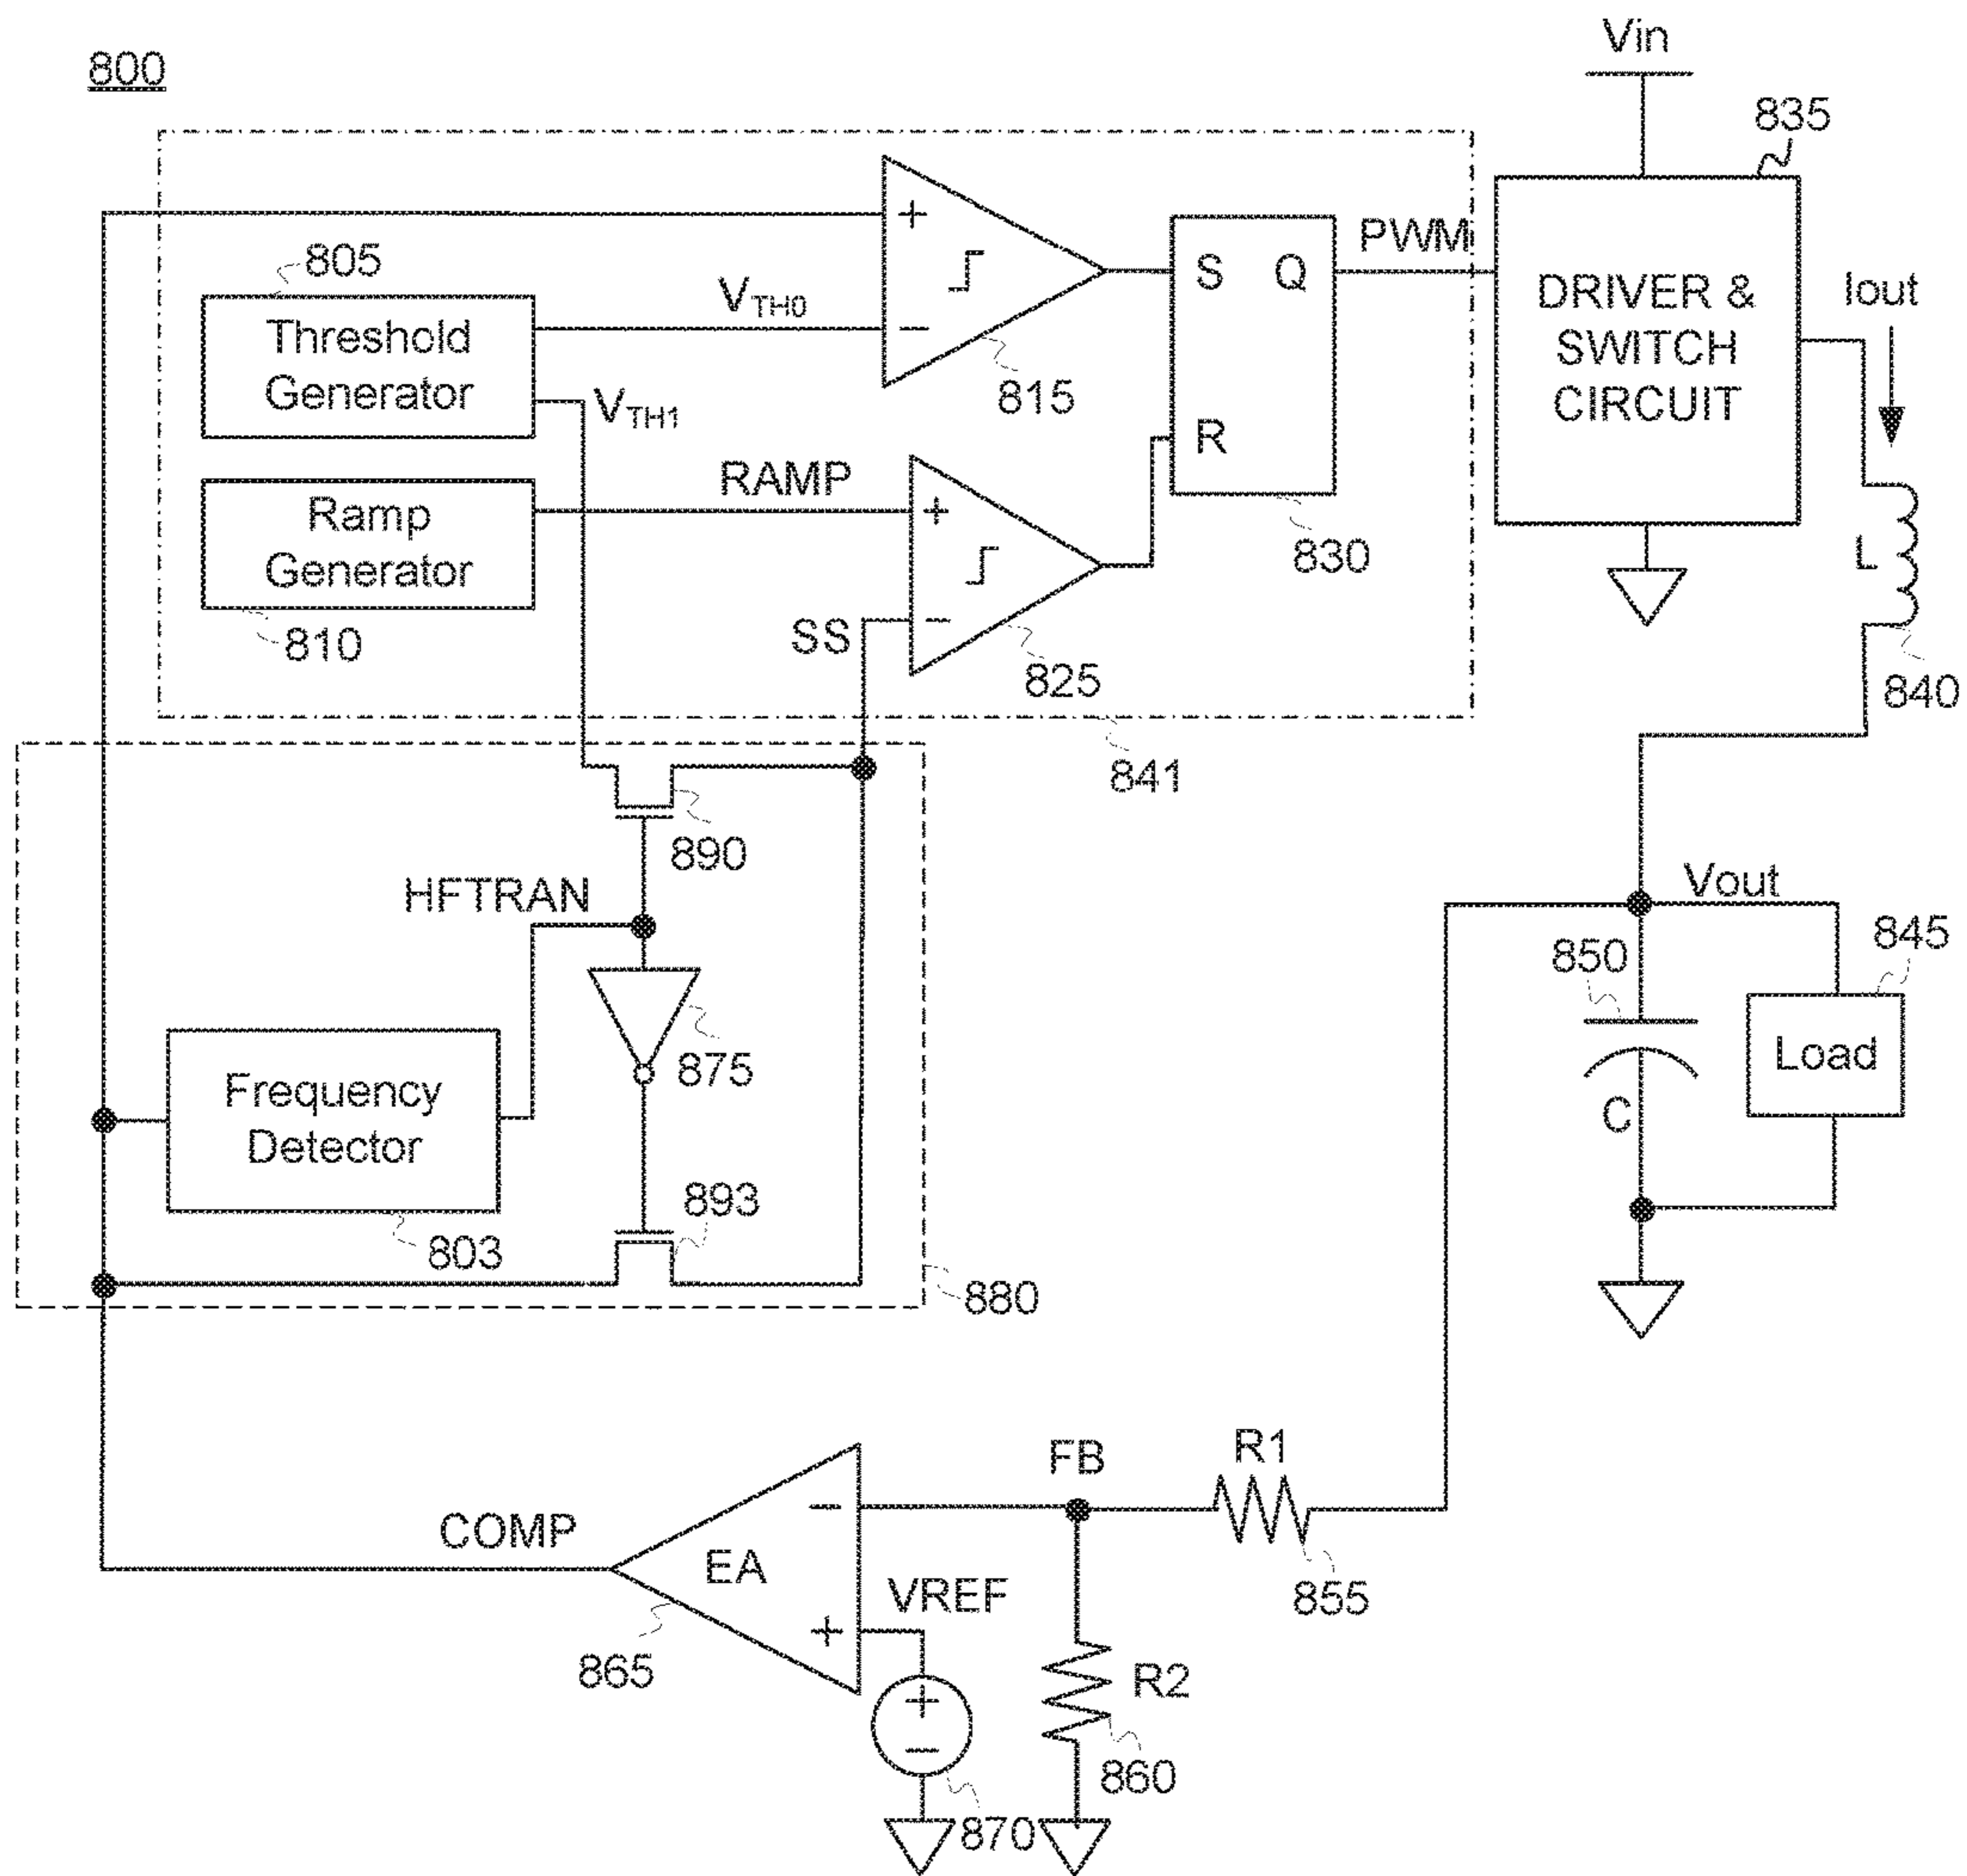 800
Vin
835
+
805
Threshold
Generator
VTH0
−
815
S Q
R
830
PWM
DRIVER &
SWITCH
CIRCUIT
Iout
VTH1
Ramp
Generator
810
RAMP
+
SS
−
825
841
L
840
890
HFTRAN
875
Frequency
Detector
803
893
880
Vout
850
845
C
Load
COMP
EA
−
+
865
FB
R1
855
VREF
+
−
870
R2
860